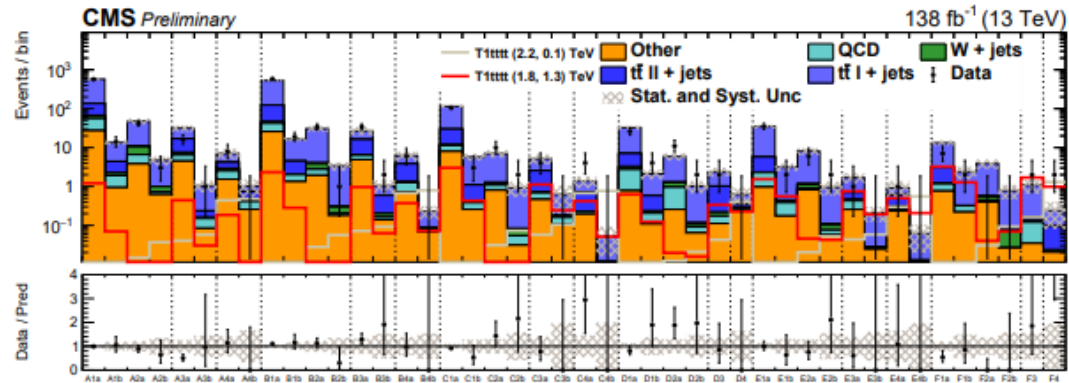 CMS Preliminary 138 fb⁻¹ (13 TeV)
Events / bin
10³
10²
10
1
10⁻¹
T1tttt (2.2, 0.1) TeV
T1tttt (1.8, 1.3) TeV
Other
QCD
W + jets
tt̄ ll + jets
tt̄ l + jets
Data
Stat. and Syst. Unc
Data / Pred
4
3
2
1
0
A1a A1b A2a A2b A3a A3b A4a A4b B1a B1b B2a B2b B3a B3b B4a B4b C1a C1b C2a C2b C3a C3b C4a C4b D1a D1b D2a D2b D3 D4 E1a E1b E2a E2b E3a E3b E4a E4b F1a F1b F2a F2b F3 F4